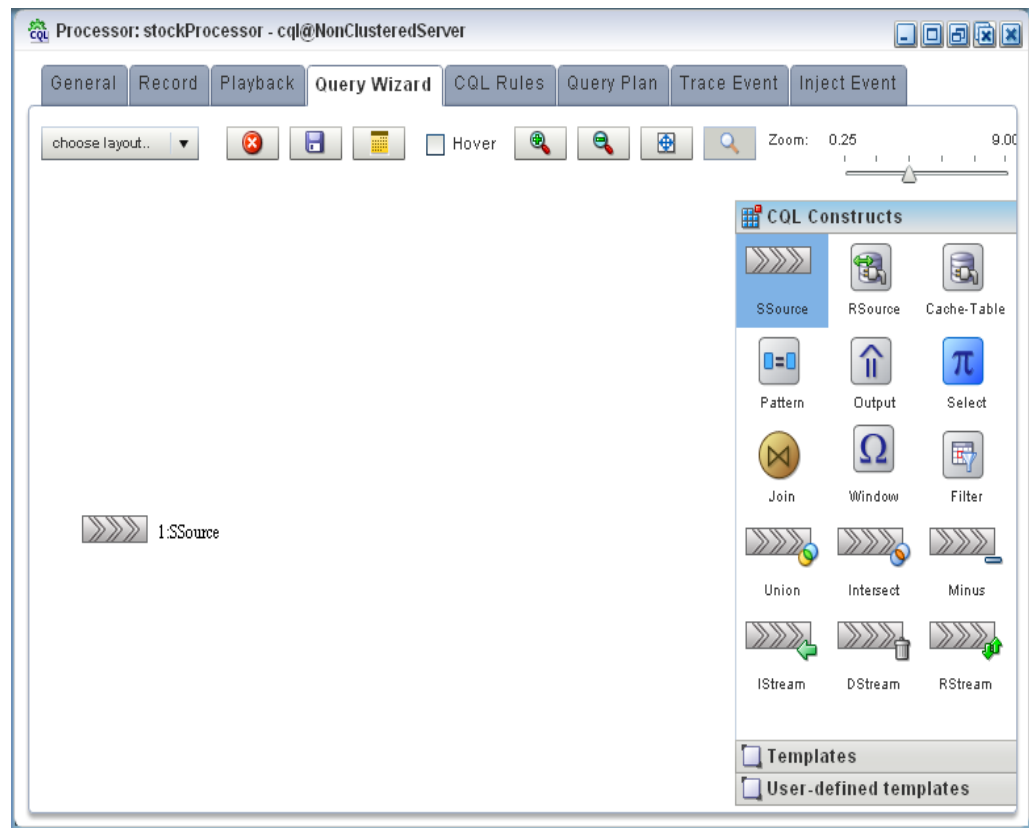 CQL Processor: stockProcessor - cql@NonClusteredServer
General Record Playback Query Wizard CQL Rules Query Plan Trace Event Inject Event
choose layout.. Hover Zoom: 0.25 9.00
CQL Constructs
SSource RSource Cache-Table
Pattern Output Select
Join Window Filter
1:SSource
Union Intersect Minus
IStream DStream RStream
Templates
User-defined templates